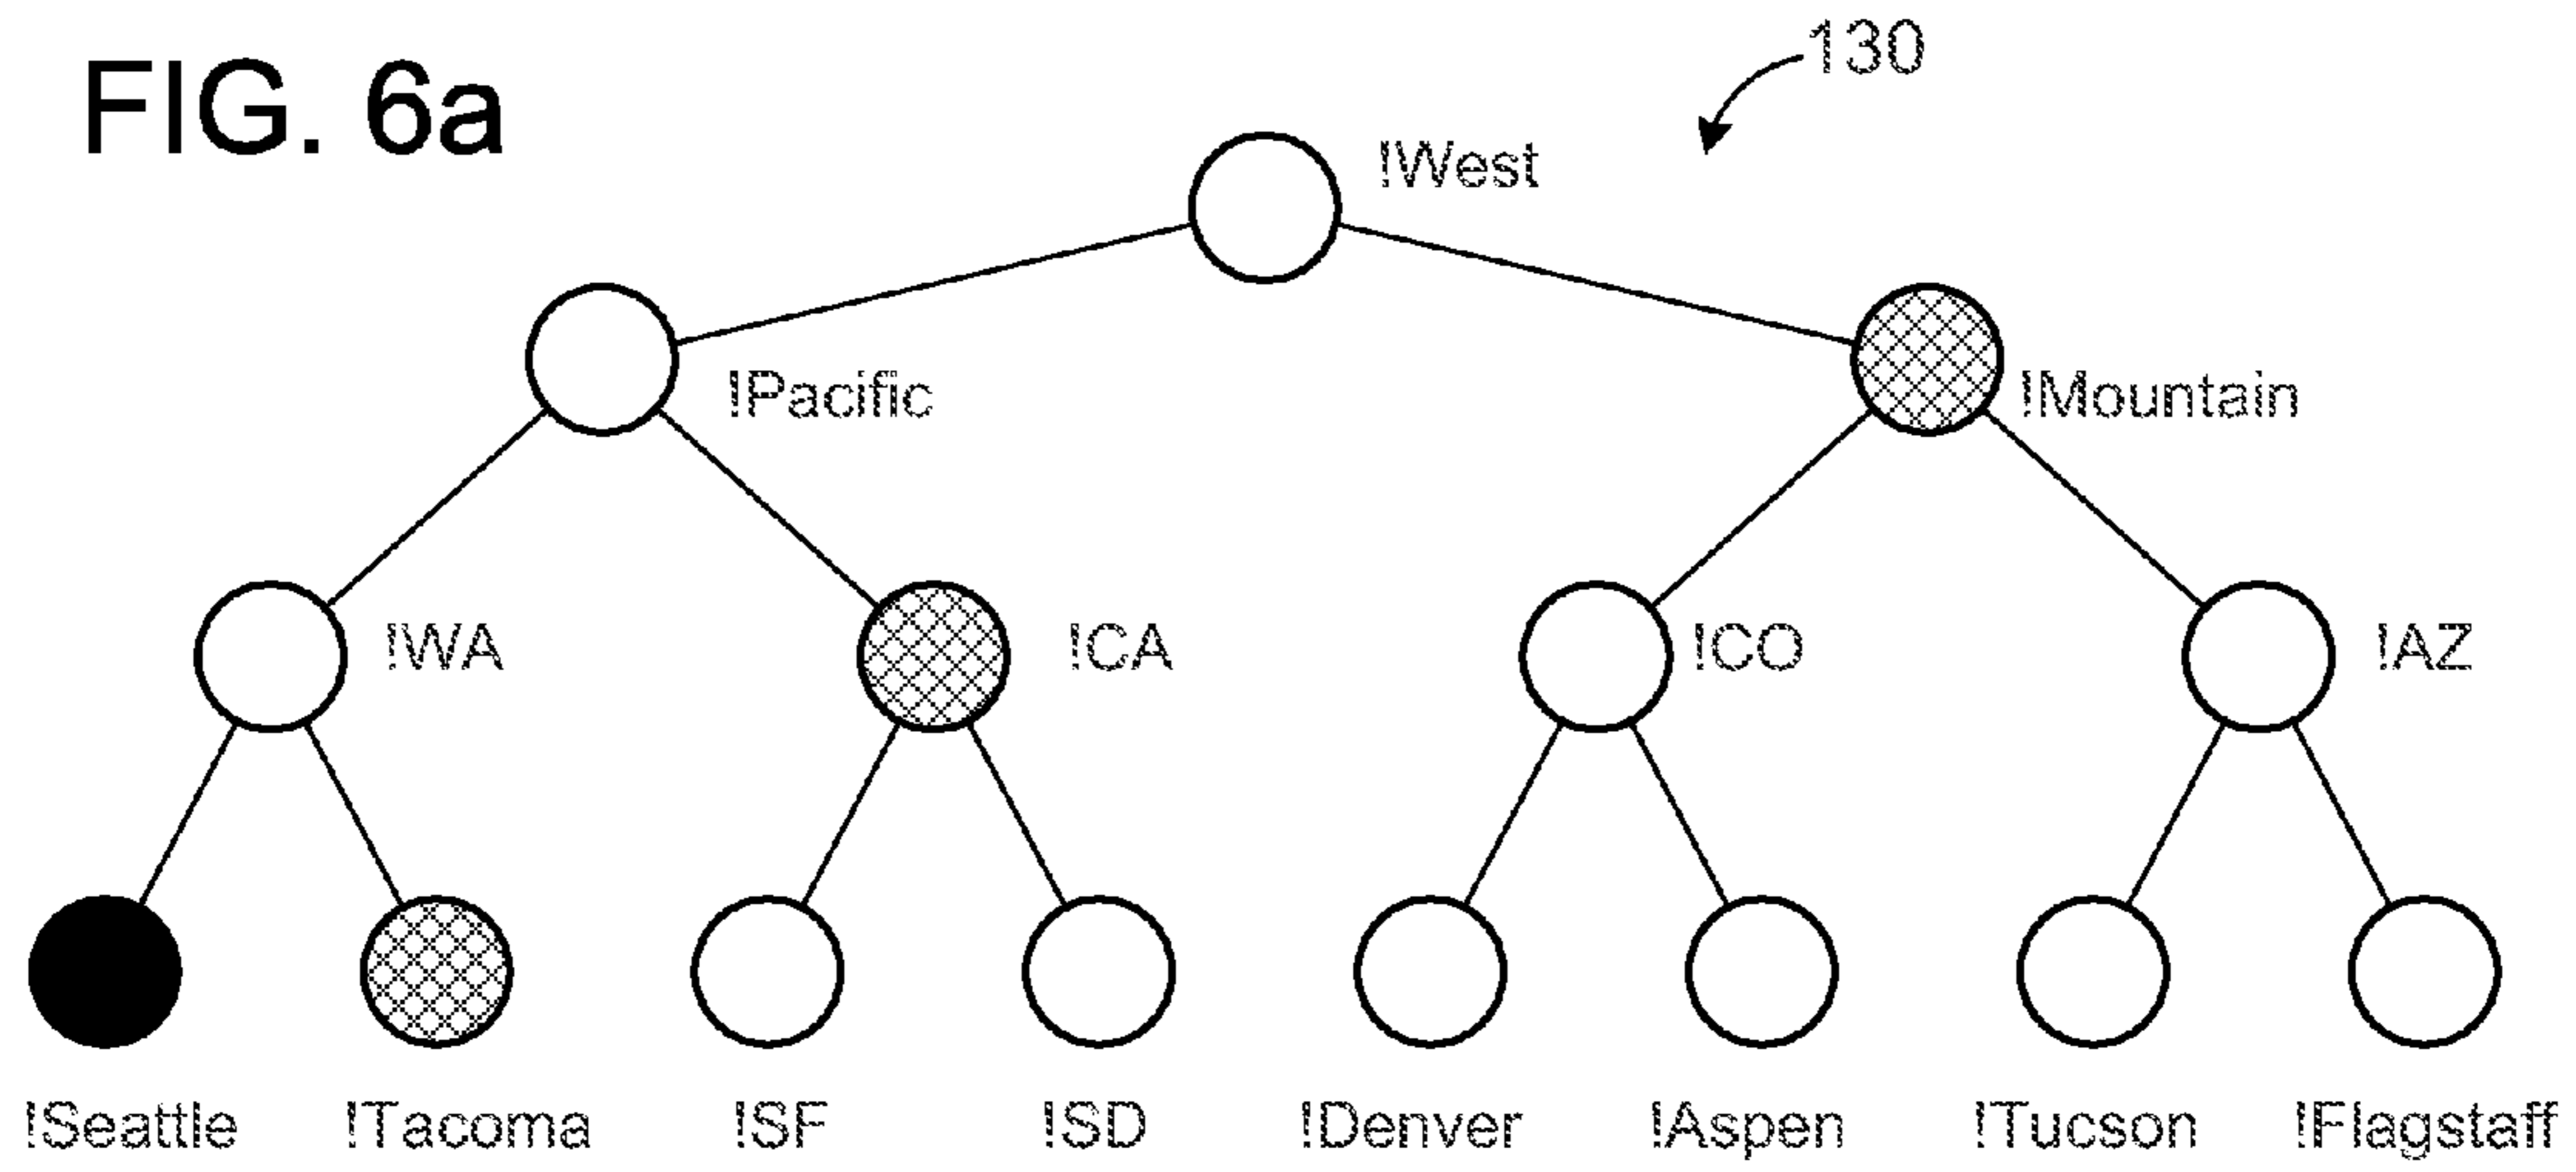 FIG. 6a
130
!West
!Pacific
!Mountain
!WA
!CA
!CO
!AZ
!Seattle
!Tacoma
!SF
!SD
!Denver
!Aspen
!Tucson
!Flagstaff